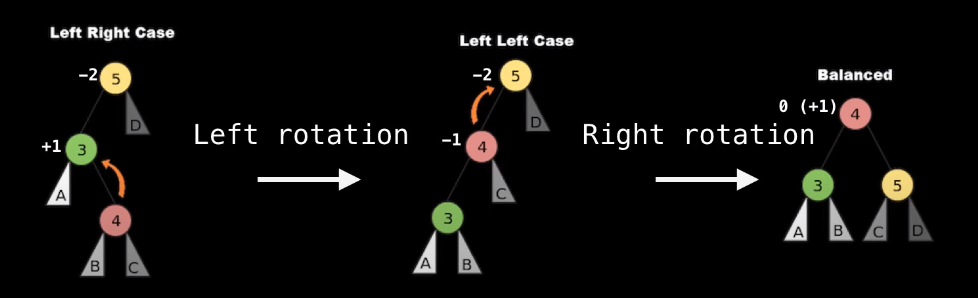 Left Right Case
-2 5
D
+1 3
A
4
B C
Left rotation
Left Left Case
-2 5
D
-1 4
C
3
A B
Right rotation
Balanced
0 (+1) 4
3 5
A B C D